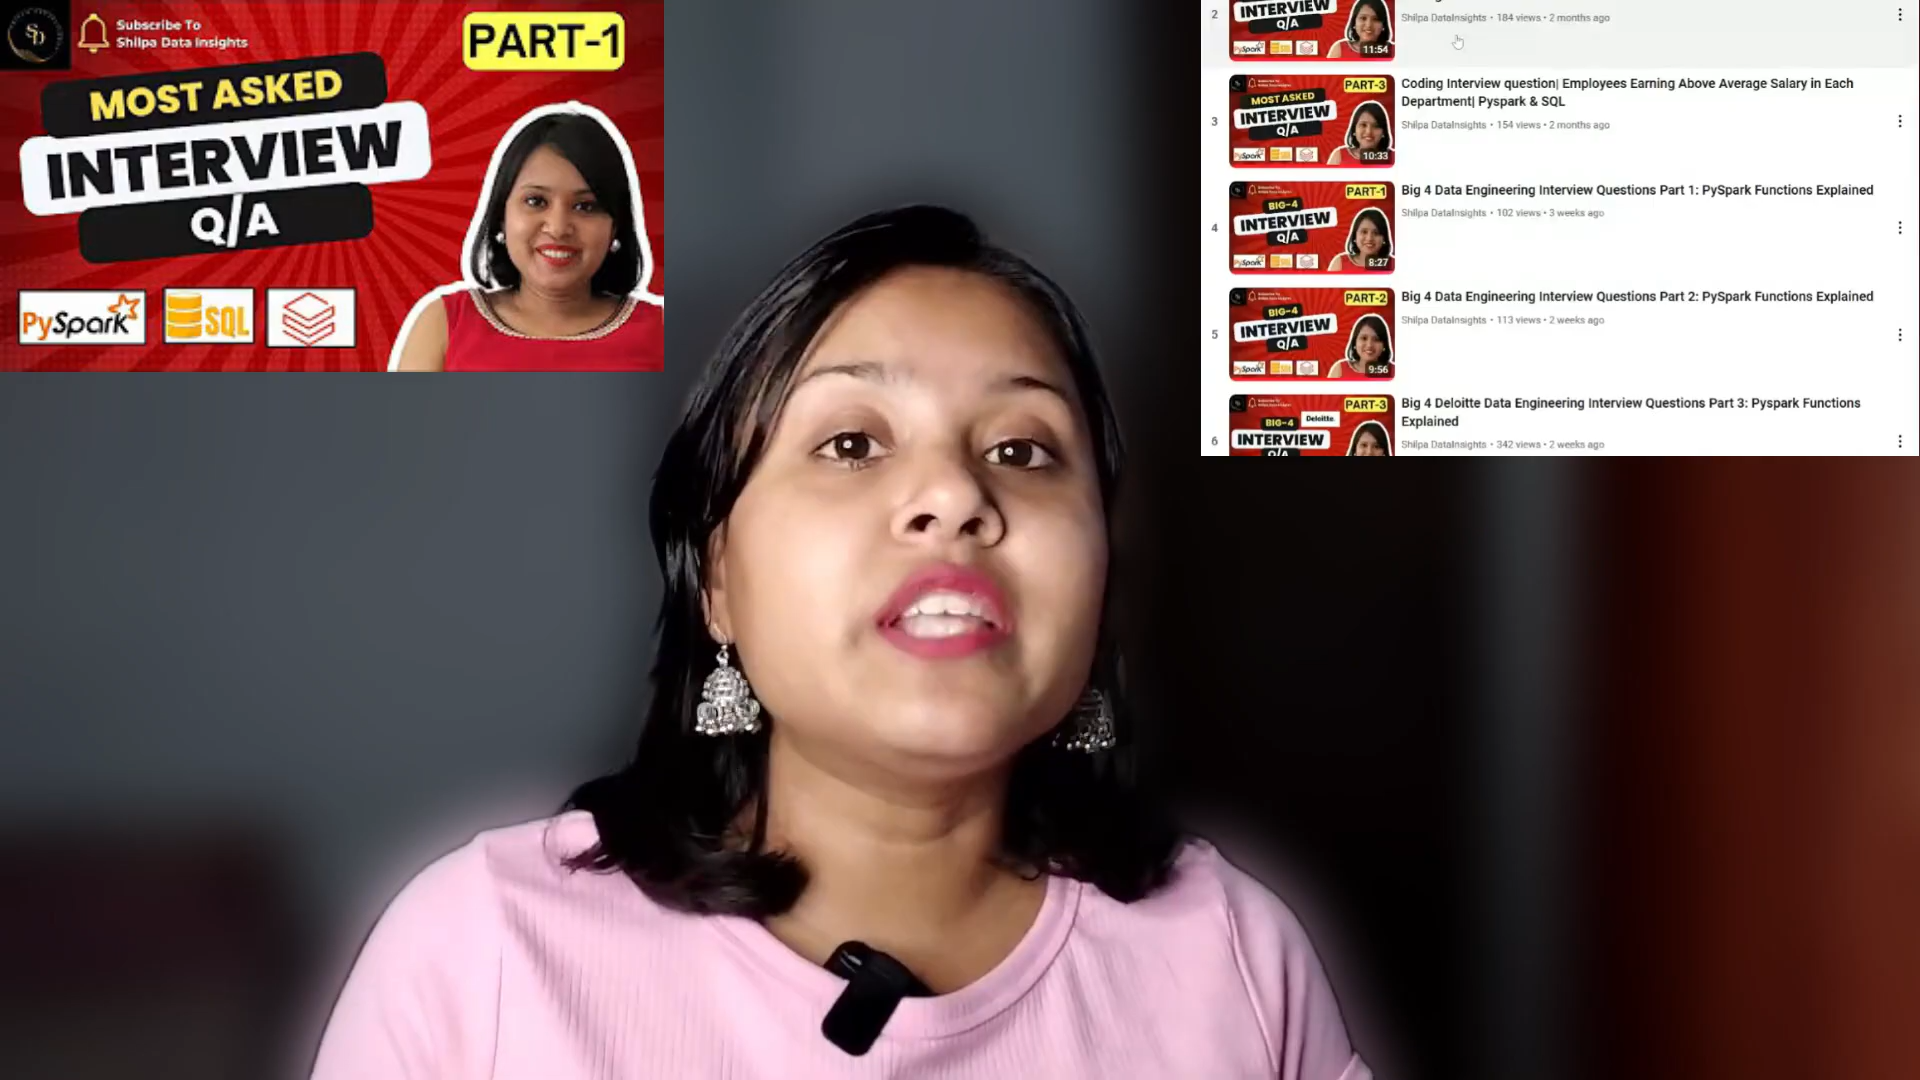 SD
Subscribe To
Shilpa Data Insights
PART-1
MOST ASKED
INTERVIEW
Q/A
PySpark
SQL
2
INTERVIEW
Q/A
PySpark
11:54
Shilpa DataInsights • 184 views • 2 months ago
3
PART-3
MOST ASKED
INTERVIEW
Q/A
PySpark
10:33
Coding Interview question| Employees Earning Above Average Salary in Each
Department| Pyspark & SQL
Shilpa DataInsights • 154 views • 2 months ago
4
PART-1
BIG-4
INTERVIEW
Q/A
PySpark
8:27
Big 4 Data Engineering Interview Questions Part 1: PySpark Functions Explained
Shilpa DataInsights • 102 views • 3 weeks ago
5
PART-2
BIG-4
INTERVIEW
Q/A
PySpark
9:56
Big 4 Data Engineering Interview Questions Part 2: PySpark Functions Explained
Shilpa DataInsights • 113 views • 2 weeks ago
6
PART-3
Deloitte
BIG-4
INTERVIEW
Q/A
Big 4 Deloitte Data Engineering Interview Questions Part 3: Pyspark Functions
Explained
Shilpa DataInsights • 342 views • 2 weeks ago